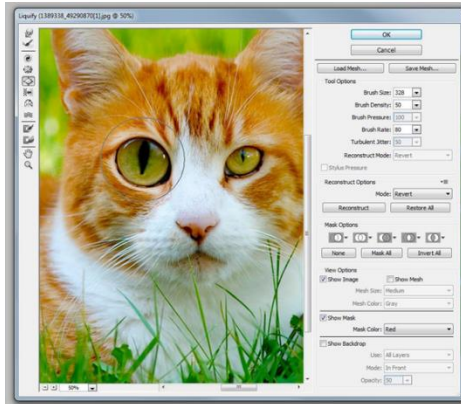 Liquify (1389338_49290870[1].jpg @ 50%)
OK
Cancel
Load Mesh...
Save Mesh...
Tool Options
Brush Size: 328
Brush Density: 50
Brush Pressure: 100
Brush Rate: 80
Turbulent Jitter: 50
Reconstruct Mode: Revert
Stylus Pressure
Reconstruct Options
Mode: Revert
Reconstruct
Restore All
Mask Options
None
Mask All
Invert All
View Options
Show Image
Show Mesh
Mesh Size: Medium
Mesh Color: Gray
Show Mask
Mask Color: Red
Show Backdrop
Use: All Layers
Mode: In Front
Opacity: 50
50%